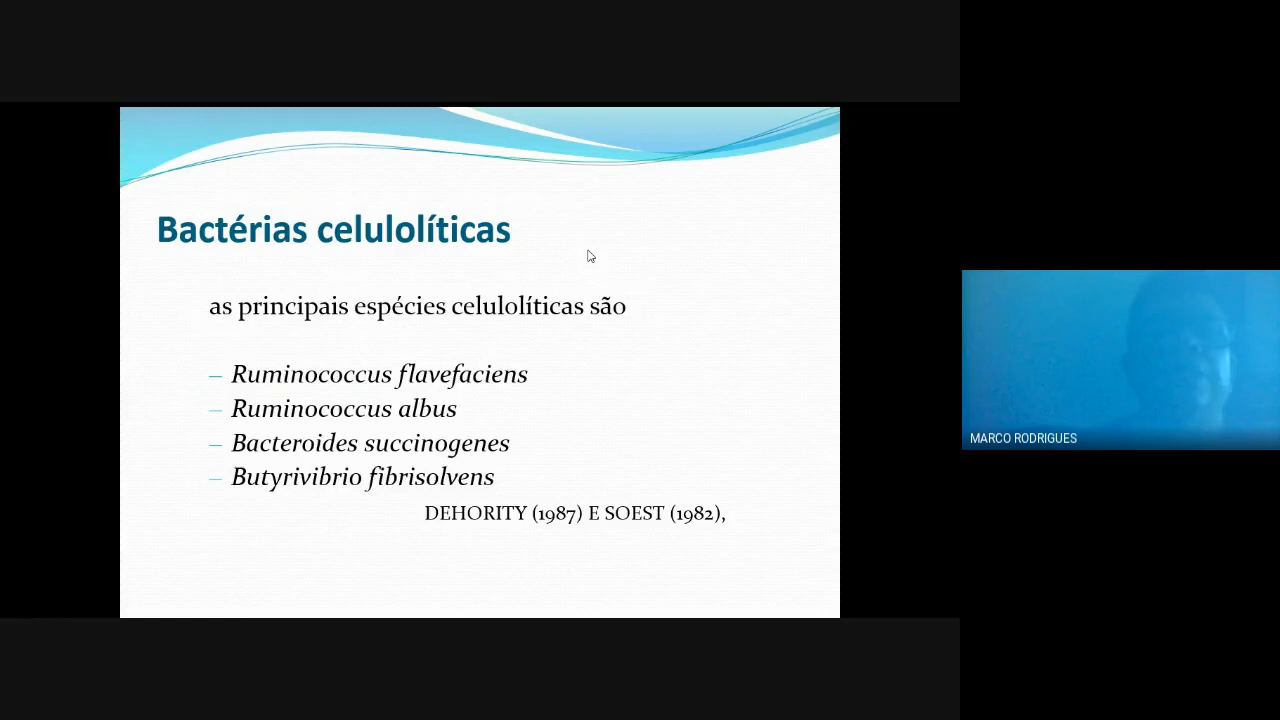 Bactérias celulolíticas
as principais espécies celulolíticas são
– Ruminococcus flavefaciens
– Ruminococcus albus
– Bacteroides succinogenes
– Butyrivibrio fibrisolvens
DEHORITY (1987) E SOEST (1982),
MARCO RODRIGUES